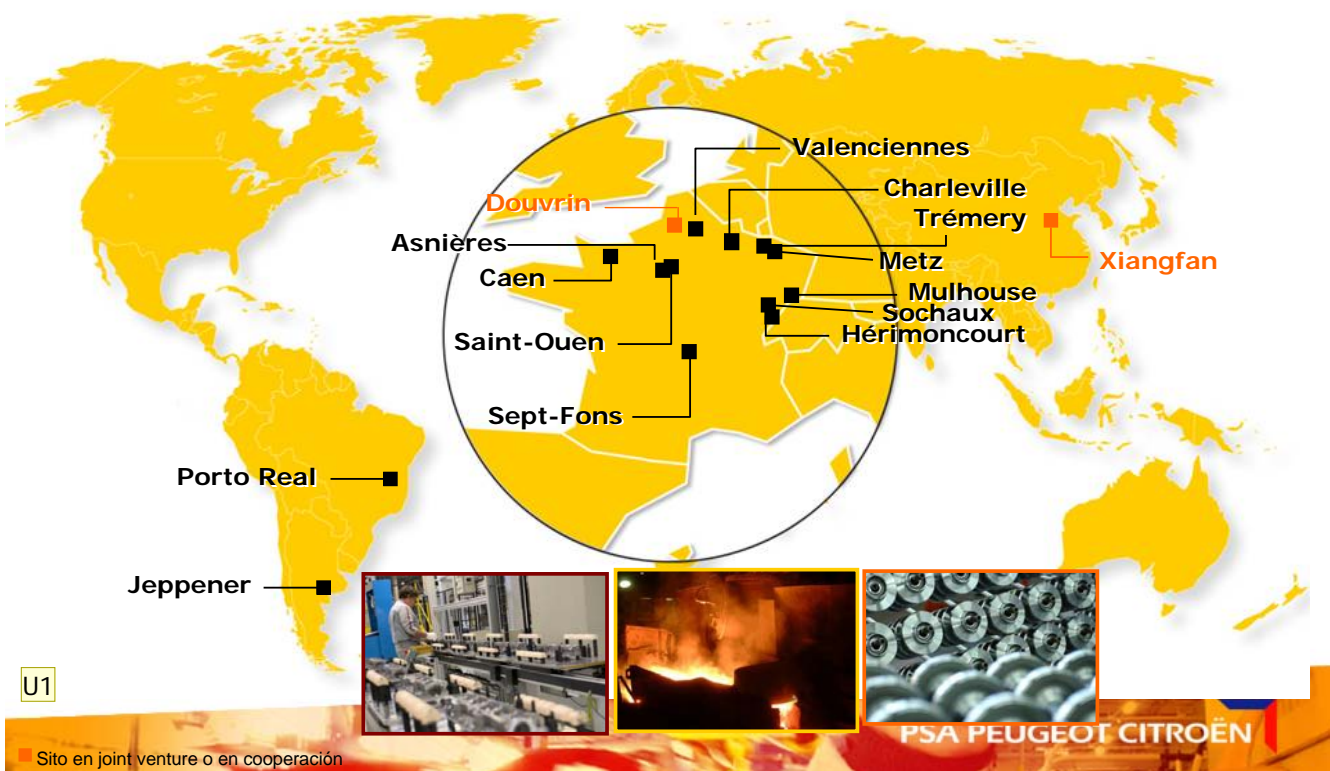 Valenciennes
Charleville
Douvrin
Trémery
Asnières
Metz
Xiangfan
Caen
Mulhouse
Sochaux
Hérimoncourt
Saint-Ouen
Sept-Fons
Porto Real
Jeppener
U1
PSA PEUGEOT CITROËN
Sito en joint venture o en cooperación